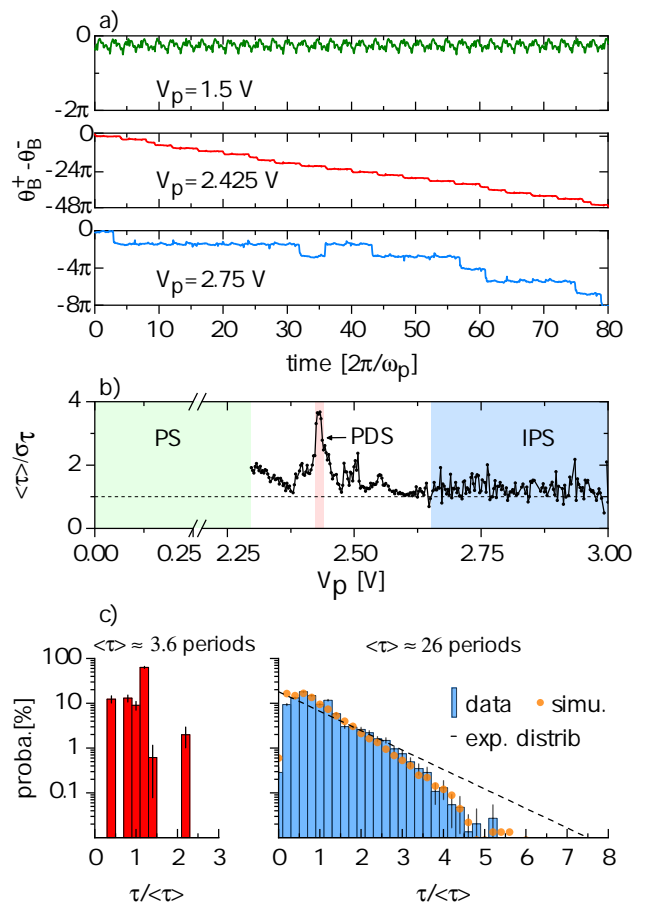 a)
0
-2π
V_p=1.5 V
θ_B^+-θ_B^-
0
-24π
-48π
V_p=2.425 V
0
-4π
-8π
V_p=2.75 V
0 10 20 30 40 50 60 70 80
time [2π/ω_p]
b)
<τ>/σ_τ
4
2
0
PS PDS IPS
0.00 0.25 2.25 2.50 2.75 3.00
V_p [V]
c)
<τ> ≈ 3.6 periods <τ> ≈ 26 periods
proba.[%]
100
10
1
0.1
data simu.
exp. distrib
0 1 2 3 0 1 2 3 4 5 6 7 8
τ/<τ> τ/<τ>